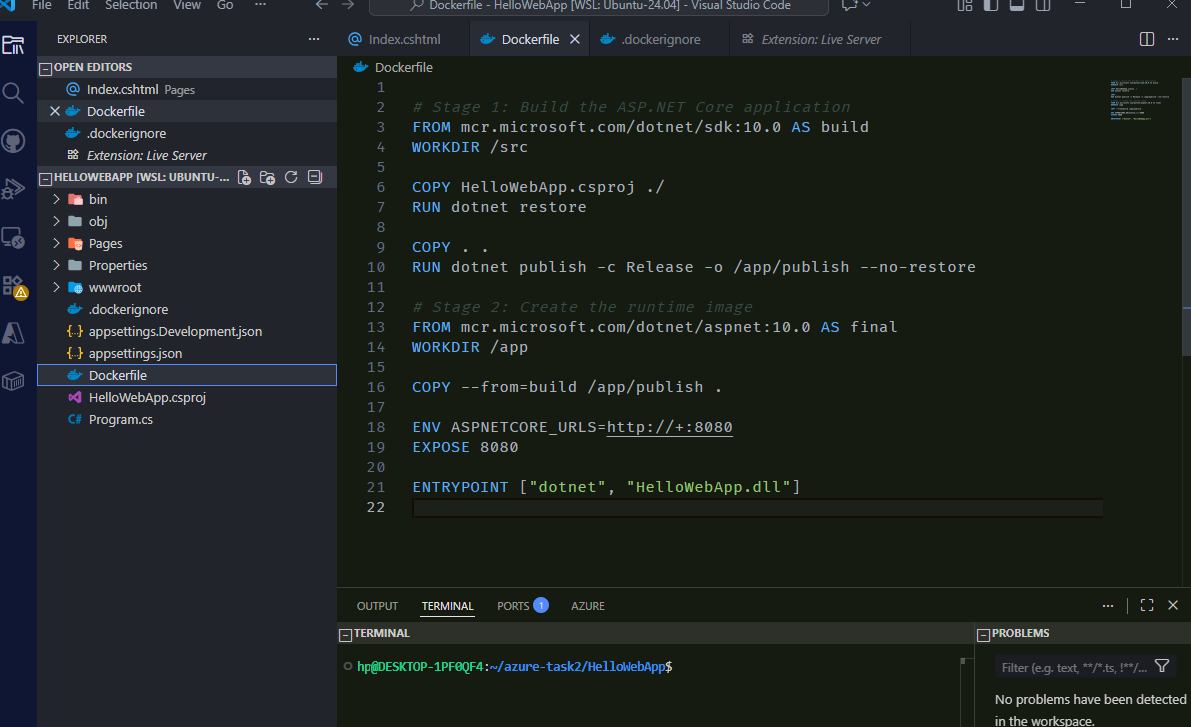 File Edit Selection View Go ···
Dockerfile - HelloWebApp [WSL: Ubuntu-24.04] - Visual Studio Code
EXPLORER ···
Index.cshtml
Dockerfile
.dockerignore
Extension: Live Server
···
OPEN EDITORS
Index.cshtml Pages
Dockerfile
.dockerignore
Extension: Live Server
HELLOWEBAPP [WSL: UBUNTU-...
bin
obj
Pages
Properties
wwwroot
.dockerignore
{..} appsettings.Development.json
{..} appsettings.json
Dockerfile
HelloWebApp.csproj
C# Program.cs
Dockerfile
1
2 # Stage 1: Build the ASP.NET Core application
3 FROM mcr.microsoft.com/dotnet/sdk:10.0 AS build
4 WORKDIR /src
5
6 COPY HelloWebApp.csproj ./
7 RUN dotnet restore
8
9 COPY . .
10 RUN dotnet publish -c Release -o /app/publish --no-restore
11
12 # Stage 2: Create the runtime image
13 FROM mcr.microsoft.com/dotnet/aspnet:10.0 AS final
14 WORKDIR /app
15
16 COPY --from=build /app/publish .
17
18 ENV ASPNETCORE_URLS=http://+:8080
19 EXPOSE 8080
20
21 ENTRYPOINT ["dotnet", "HelloWebApp.dll"]
22
OUTPUT TERMINAL PORTS 1 AZURE ···
TERMINAL
hp@DESKTOP-1PF0QF4:~/azure-task2/HelloWebApp$
PROBLEMS
Filter (e.g. text, **/*.ts, !**/...
No problems have been detected
in the workspace.